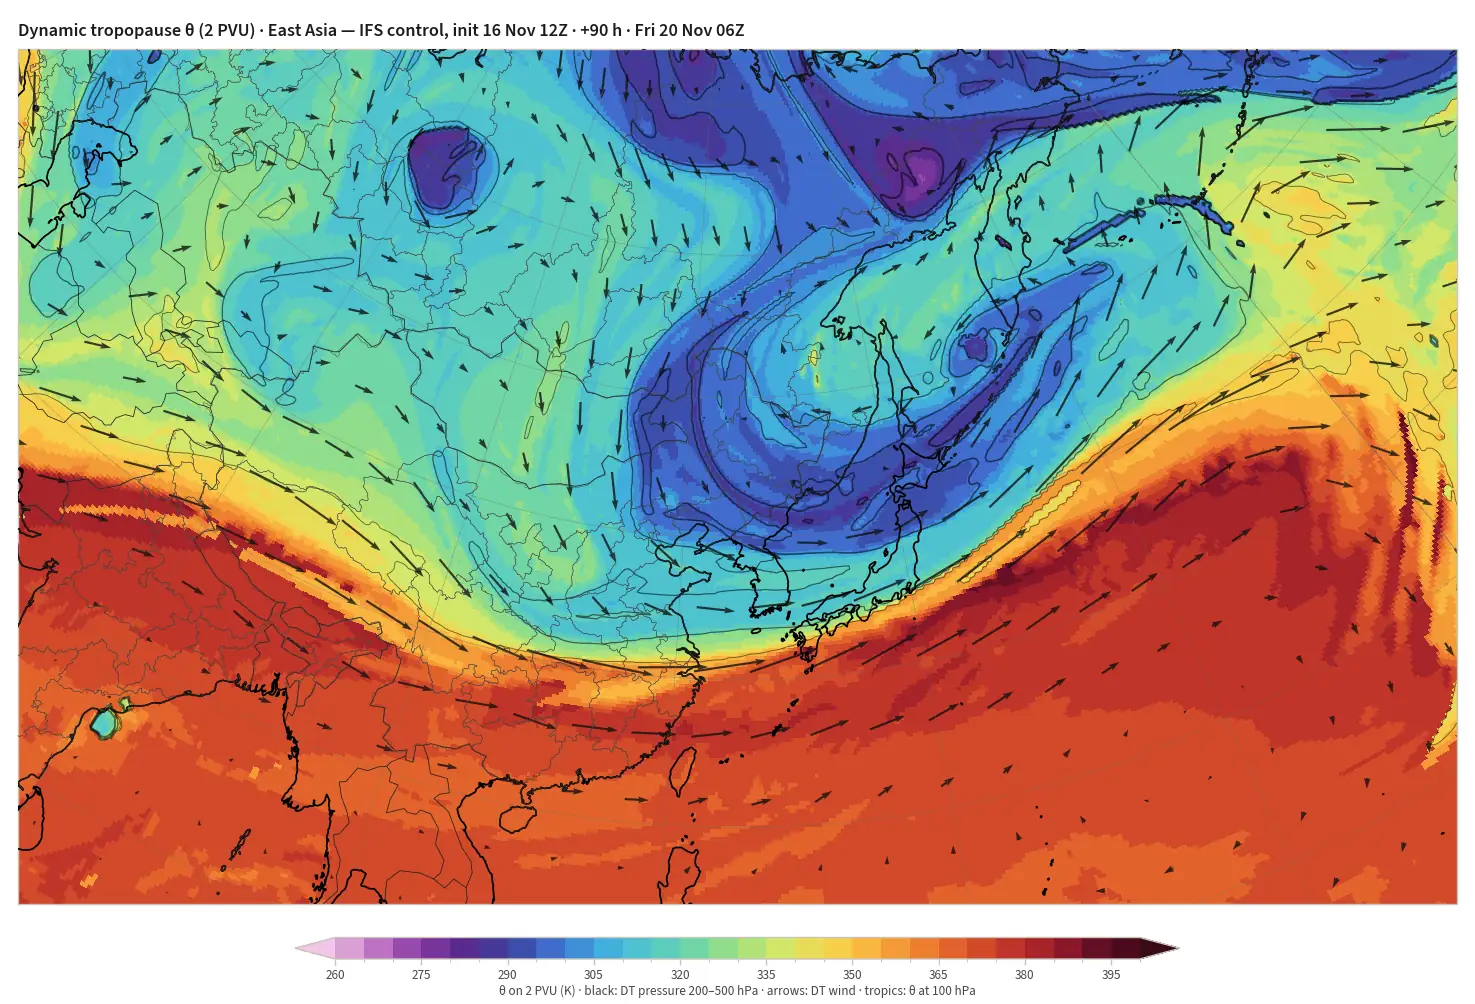 Dynamic tropopause θ (2 PVU) · East Asia — IFS control, init 16 Nov 12Z · +90 h · Fri 20 Nov 06Z
260 275 290 305 320 335 350 365 380 395
θ on 2 PVU (K) · black: DT pressure 200–500 hPa · arrows: DT wind · tropics: θ at 100 hPa